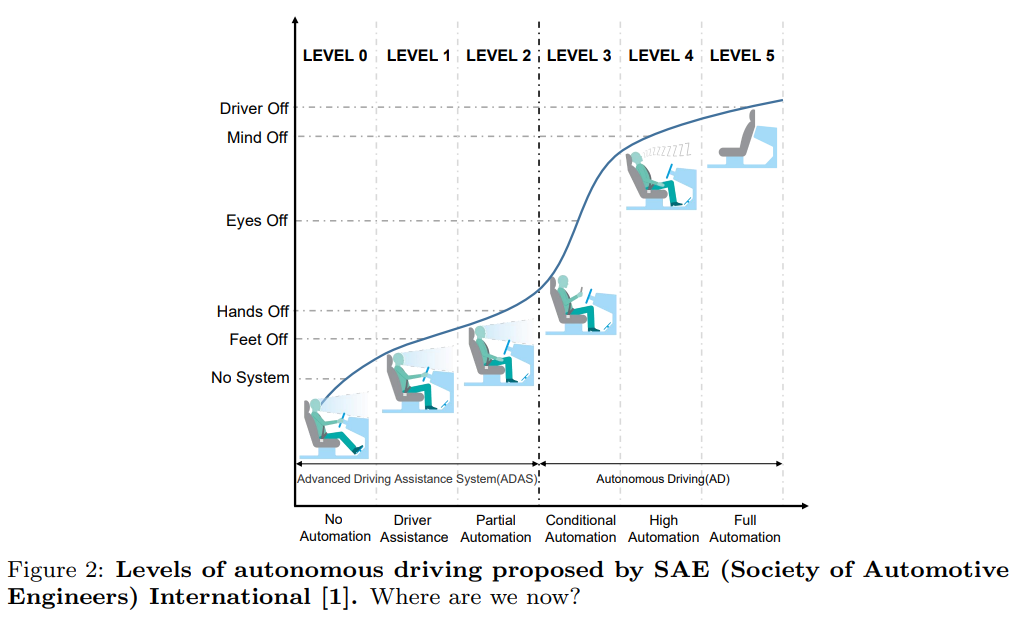 LEVEL 0 LEVEL 1 LEVEL 2 LEVEL 3 LEVEL 4 LEVEL 5
Driver Off
Mind Off
Eyes Off
Hands Off
Feet Off
No System
ZZZZZZZZZ
Advanced Driving Assistance System(ADAS) Autonomous Driving(AD)
No Driver Partial Conditional High Full
Automation Assistance Automation Automation Automation Automation
Figure 2: Levels of autonomous driving proposed by SAE (Society of Automotive
Engineers) International [1]. Where are we now?